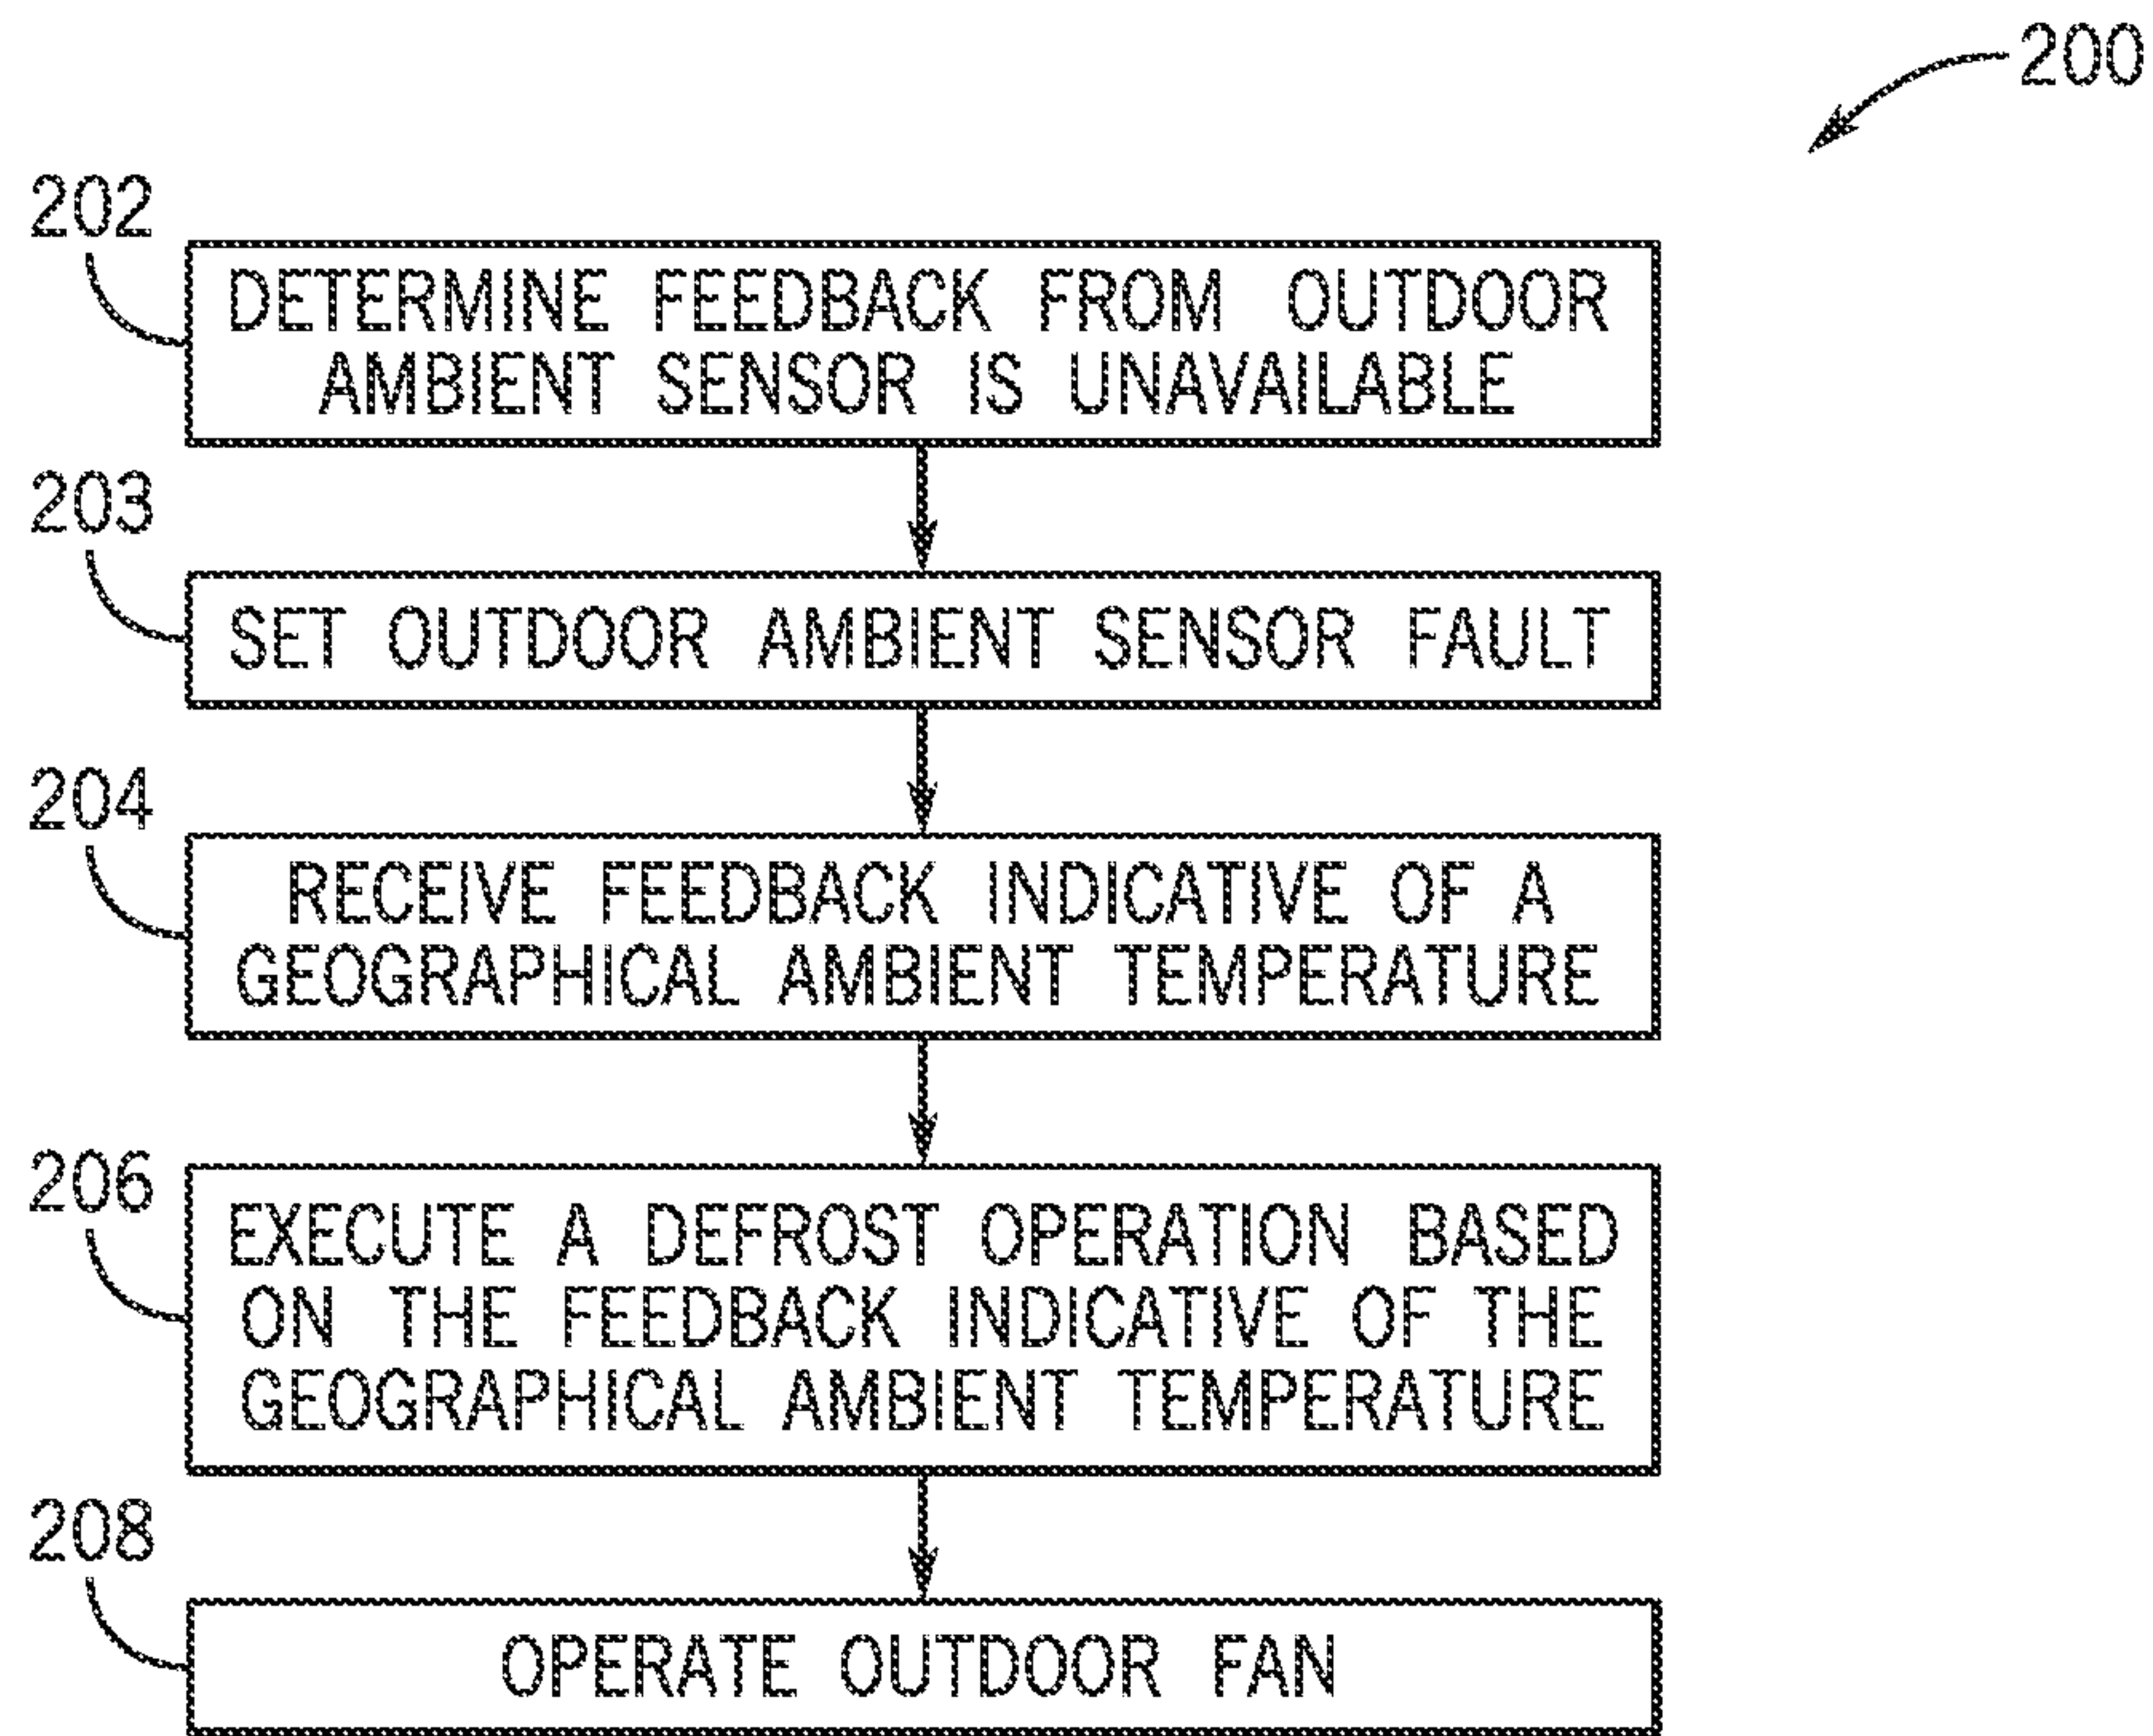 200
202
DETERMINE FEEDBACK FROM OUTDOOR
AMBIENT SENSOR IS UNAVAILABLE
203
SET OUTDOOR AMBIENT SENSOR FAULT
204
RECEIVE FEEDBACK INDICATIVE OF A
GEOGRAPHICAL AMBIENT TEMPERATURE
206
EXECUTE A DEFROST OPERATION BASED
ON THE FEEDBACK INDICATIVE OF THE
GEOGRAPHICAL AMBIENT TEMPERATURE
208
OPERATE OUTDOOR FAN